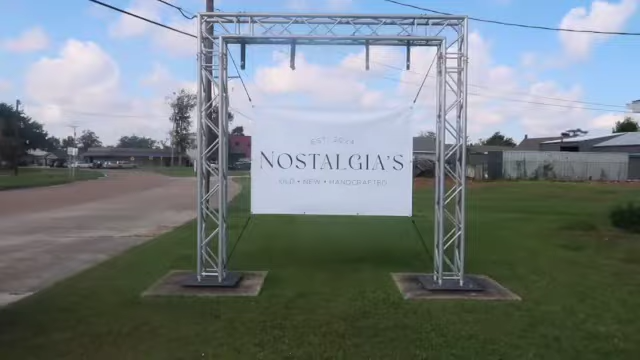 EST. 2024
NOSTALGIA'S
OLD • NEW • HANDCRAFTED